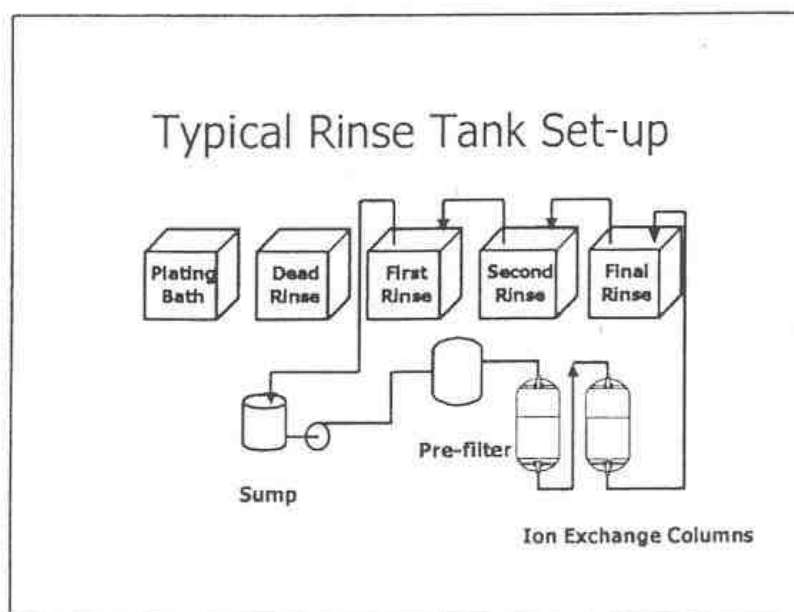 Typical Rinse Tank Set-up
Plating
Bath
Dead
Rinse
First
Rinse
Second
Rinse
Final
Rinse
Pre-filter
Sump
Ion Exchange Columns